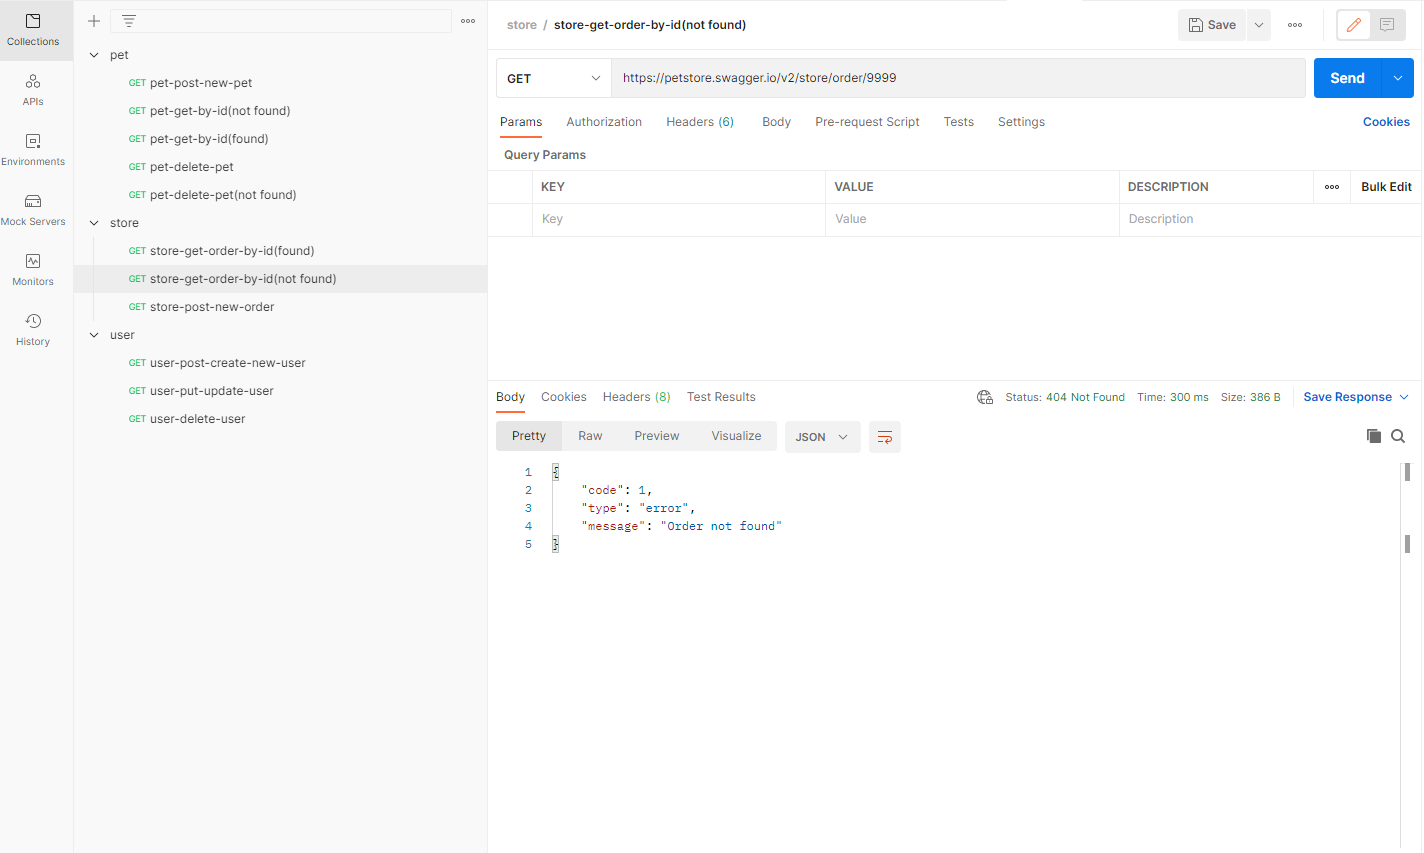 Collections
APIs
Environments
Mock Servers
Monitors
History
pet
GET pet-post-new-pet
GET pet-get-by-id(not found)
GET pet-get-by-id(found)
GET pet-delete-pet
GET pet-delete-pet(not found)
store
GET store-get-order-by-id(found)
GET store-get-order-by-id(not found)
GET store-post-new-order
user
GET user-post-create-new-user
GET user-put-update-user
GET user-delete-user
store / store-get-order-by-id(not found)
Save
GET https://petstore.swagger.io/v2/store/order/9999 Send
Params Authorization Headers (6) Body Pre-request Script Tests Settings Cookies
Query Params
KEY VALUE DESCRIPTION Bulk Edit
Key Value Description
Body Cookies Headers (8) Test Results Status: 404 Not Found Time: 300 ms Size: 386 B Save Response
Pretty Raw Preview Visualize JSON
1 {
2 "code": 1,
3 "type": "error",
4 "message": "Order not found"
5 }